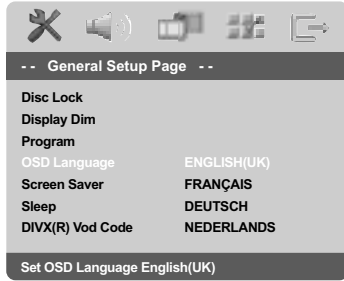 - - General Setup Page - -
Disc Lock
Display Dim
Program
OSD Language ENGLISH(UK)
Screen Saver FRANÇAIS
Sleep DEUTSCH
DIVX(R) Vod Code NEDERLANDS
Set OSD Language English(UK)